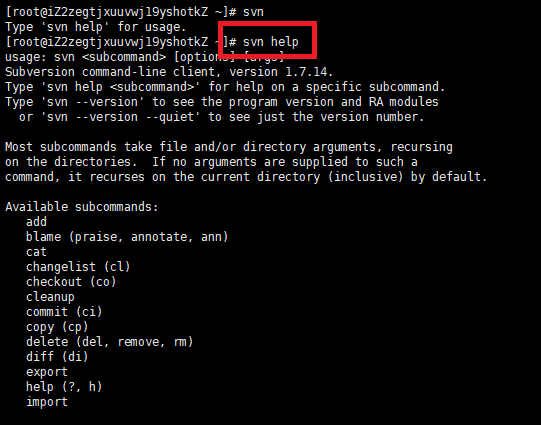 [root@iZ2zegtjxuuvwjl9yshotkZ ~]# svn
Type 'svn help' for usage.
[root@iZ2zegtjxuuvwjl9yshotkZ ~]# svn help
usage: svn <subcommand> [options] [args]
Subversion command-line client, version 1.7.14.
Type 'svn help <subcommand>' for help on a specific subcommand.
Type 'svn --version' to see the program version and RA modules
  or 'svn --version --quiet' to see just the version number.

Most subcommands take file and/or directory arguments, recursing
on the directories.  If no arguments are supplied to such a
command, it recurses on the current directory (inclusive) by default.

Available subcommands:
   add
   blame (praise, annotate, ann)
   cat
   changelist (cl)
   checkout (co)
   cleanup
   commit (ci)
   copy (cp)
   delete (del, remove, rm)
   diff (di)
   export
   help (?, h)
   import